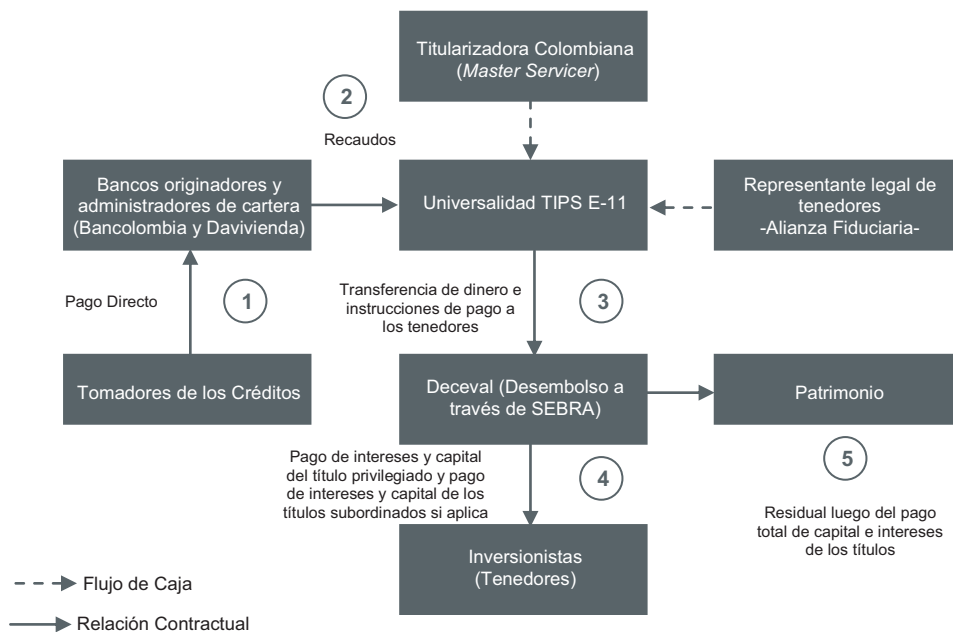 Titularizadora Colombiana
(Master Servicer)
2
Recaudos
Bancos originadores y
administradores de cartera
(Bancolombia y Davivienda)
Universalidad TIPS E-11
Representante legal de
tenedores
-Alianza Fiduciaria-
Pago Directo
1
Transferencia de dinero e
instrucciones de pago a
los tenedores
3
Tomadores de los Créditos
Deceval (Desembolso a
través de SEBRA)
Patrimonio
Pago de intereses y capital
del título privilegiado y pago
de intereses y capital de los
títulos subordinados si aplica
4
5
Residual luego del pago
total de capital e intereses
de los títulos
Inversionistas
(Tenedores)
Flujo de Caja
Relación Contractual